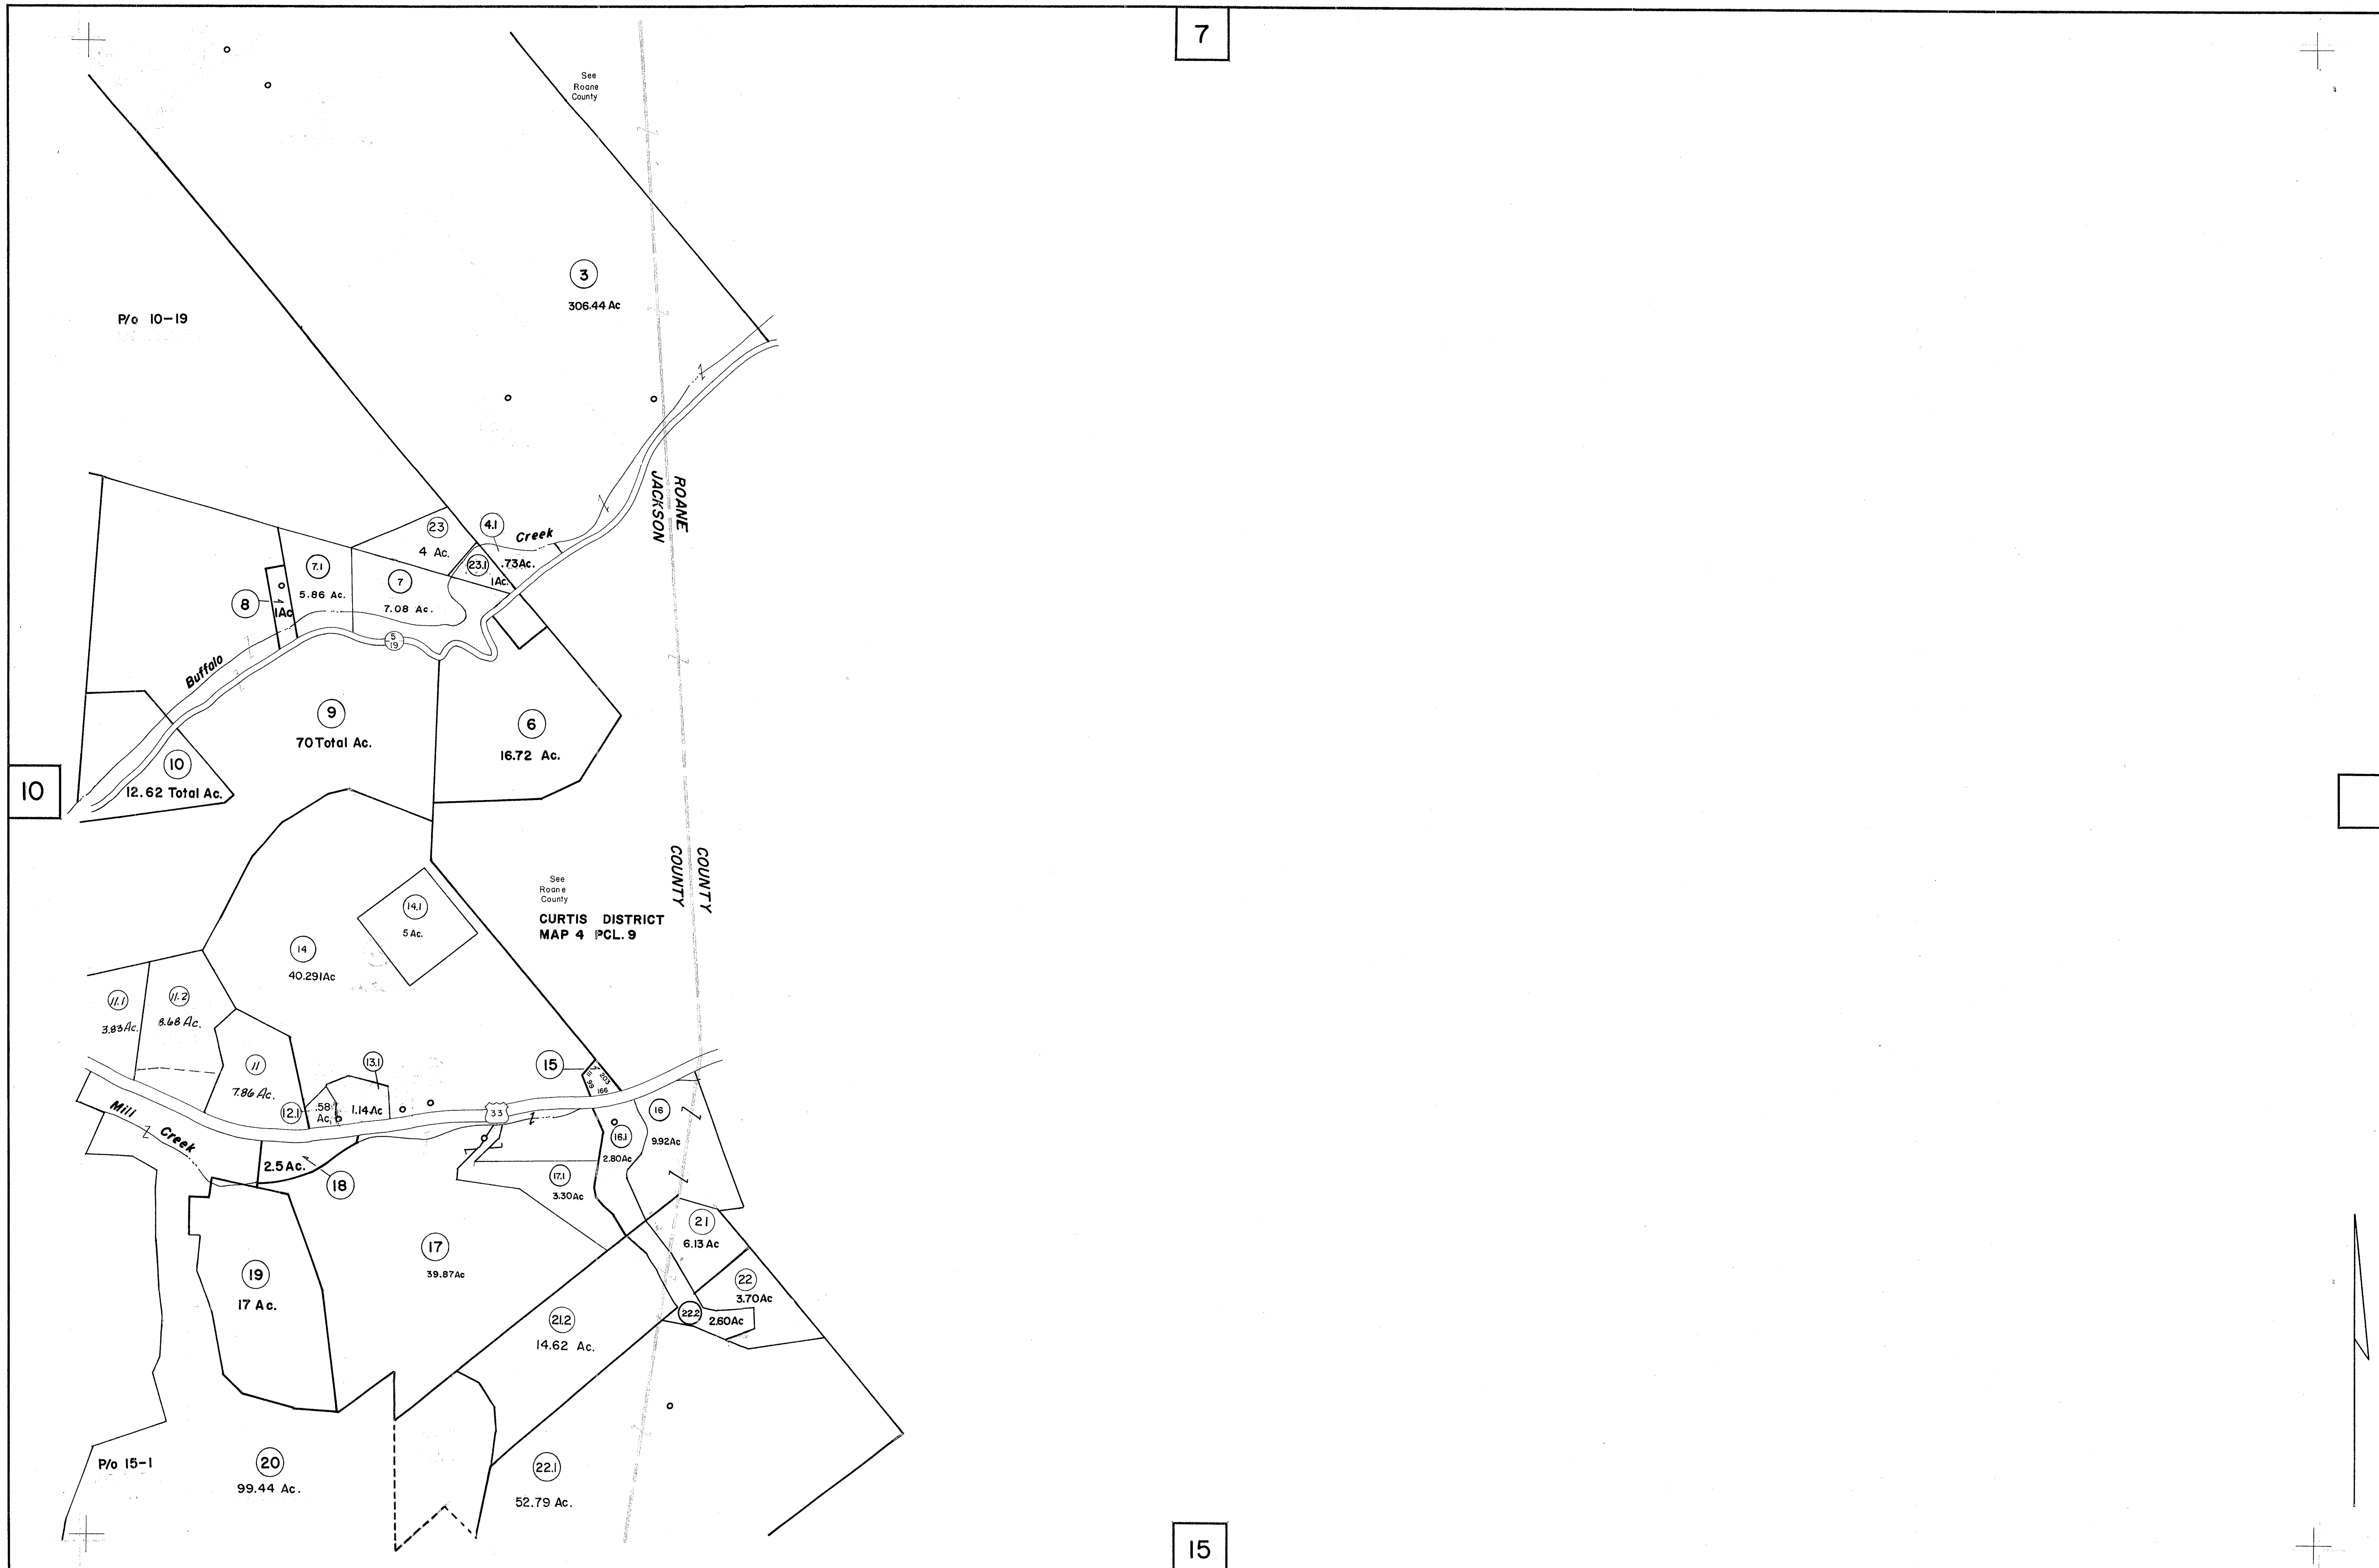 7
See
Roane
County
3
306.44 Ac
P/o 10-19
ROANE
JACKSON
23
4 Ac.
4.1
Creek
.73Ac.
23.1
1Ac.
7.1
5.86 Ac.
7
7.08 Ac.
8
1Ac
5
19
Buffalo
9
70 Total Ac.
6
16.72 Ac.
10
12.62 Total Ac.
10
COUNTY
COUNTY
See
Roane
County
CURTIS DISTRICT
MAP 4 PCL. 9
14.1
5 Ac.
14
40.291Ac
11.1
3.83 Ac.
11.2
8.68 Ac.
11
7.86 Ac.
13.1
1.14Ac
12.1
.58
Ac.
15
111
203
99
166
33
Mill
Creek
16
9.92Ac
16.1
2.80Ac
2.5 Ac.
18
17.1
3.30Ac
21
6.13 Ac
17
39.87Ac
19
17 Ac.
22
3.70Ac
22.2
2.60Ac
21.2
14.62 Ac.
P/o 15-1
20
99.44 Ac.
22.1
52.79 Ac.
15